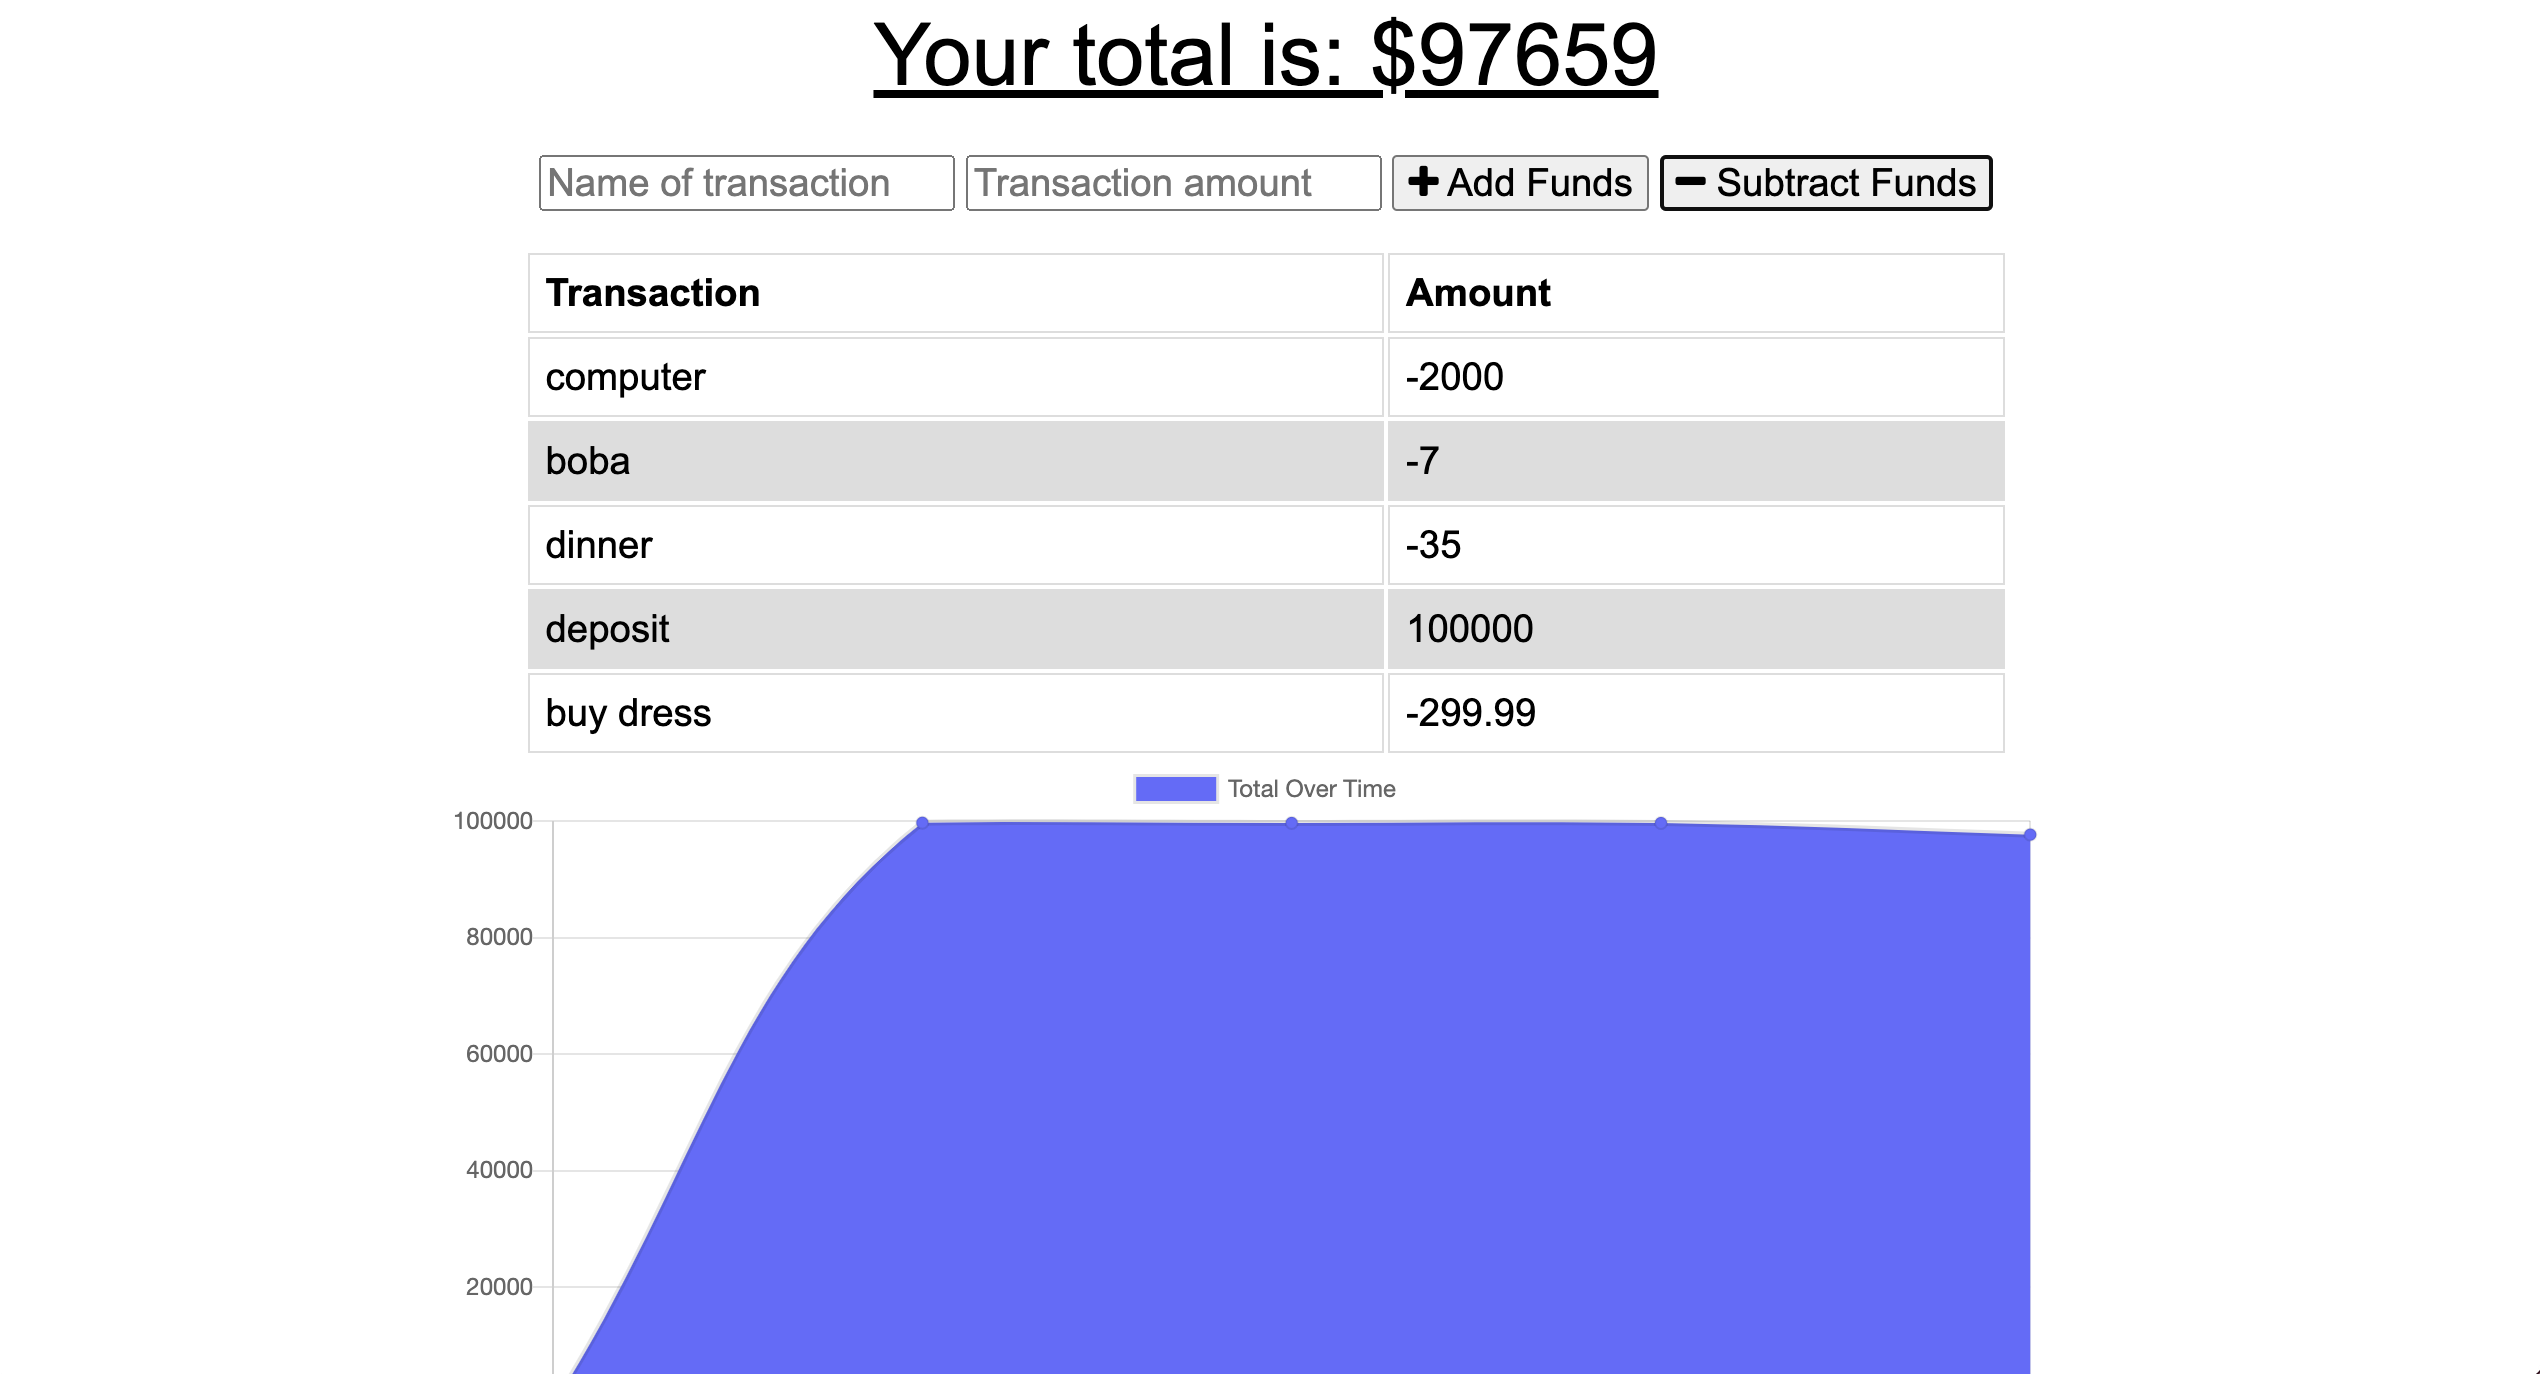 Your total is: $97659
Name of transaction Transaction amount Add Funds Subtract Funds
Transaction Amount
computer -2000
boba -7
dinner -35
deposit 100000
buy dress -299.99
Total Over Time
100000
80000
60000
40000
20000